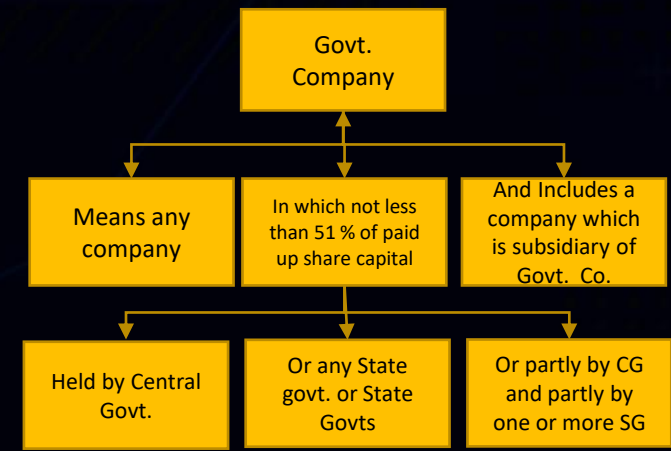 Govt.
Company
Means any
company
In which not less
than 51 % of paid
up share capital
And Includes a
company which
is subsidiary of
Govt. Co.
Held by Central
Govt.
Or any State
govt. or State
Govts
Or partly by CG
and partly by
one or more SG